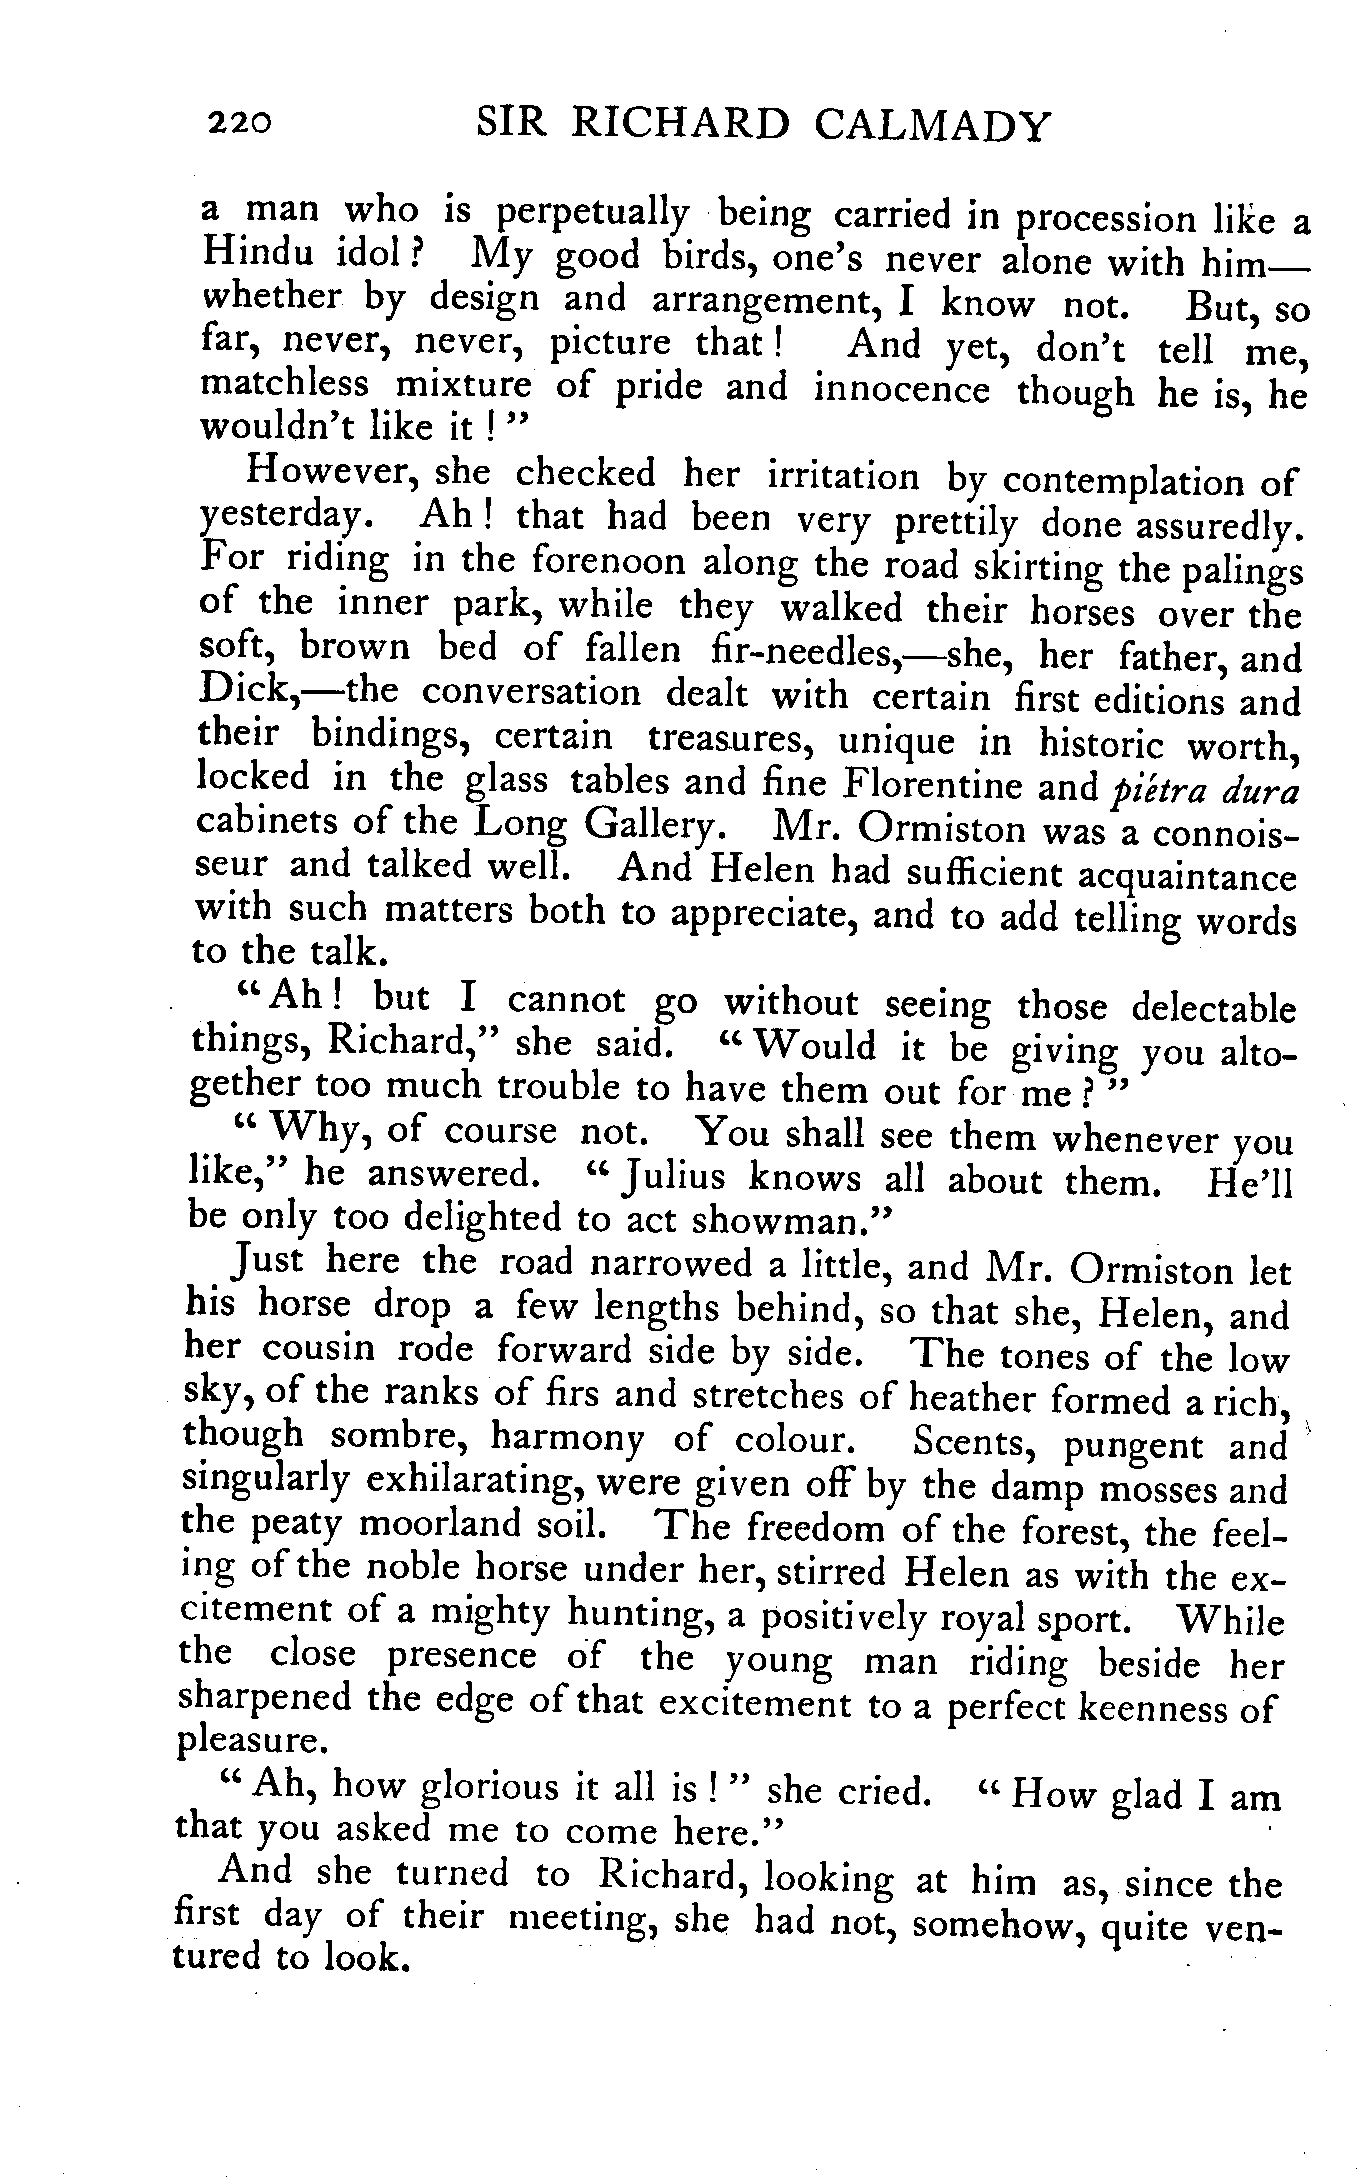 220 SIR RICHARD CALMADY
a man who is perpetually being carried in procession like a
Hindu idol? My good birds, one's never alone with him—
whether by design and arrangement, I know not. But, so
far, never, never, picture that! And yet, don't tell me,
matchless mixture of pride and innocence though he is, he
wouldn't like it!"
However, she checked her irritation by contemplation of
yesterday. Ah! that had been very prettily done assuredly.
For riding in the forenoon along the road skirting the palings
of the inner park, while they walked their horses over the
soft, brown bed of fallen fir-needles,—she, her father, and
Dick,—the conversation dealt with certain first editions and
their bindings, certain treasures, unique in historic worth,
locked in the glass tables and fine Florentine and piétra dura
cabinets of the Long Gallery. Mr. Ormiston was a connois-
seur and talked well. And Helen had sufficient acquaintance
with such matters both to appreciate, and to add telling words
to the talk.
"Ah! but I cannot go without seeing those delectable
things, Richard," she said. "Would it be giving you alto-
gether too much trouble to have them out for me?"
"Why, of course not. You shall see them whenever you
like," he answered. "Julius knows all about them. He'll
be only too delighted to act showman."
Just here the road narrowed a little, and Mr. Ormiston let
his horse drop a few lengths behind, so that she, Helen, and
her cousin rode forward side by side. The tones of the low
sky, of the ranks of firs and stretches of heather formed a rich,
though sombre, harmony of colour. Scents, pungent and
singularly exhilarating, were given off by the damp mosses and
the peaty moorland soil. The freedom of the forest, the feel-
ing of the noble horse under her, stirred Helen as with the ex-
citement of a mighty hunting, a positively royal sport. While
the close presence of the young man riding beside her
sharpened the edge of that excitement to a perfect keenness of
pleasure.
"Ah, how glorious it all is!" she cried. "How glad I am
that you asked me to come here."
And she turned to Richard, looking at him as, since the
first day of their meeting, she had not, somehow, quite ven-
tured to look.